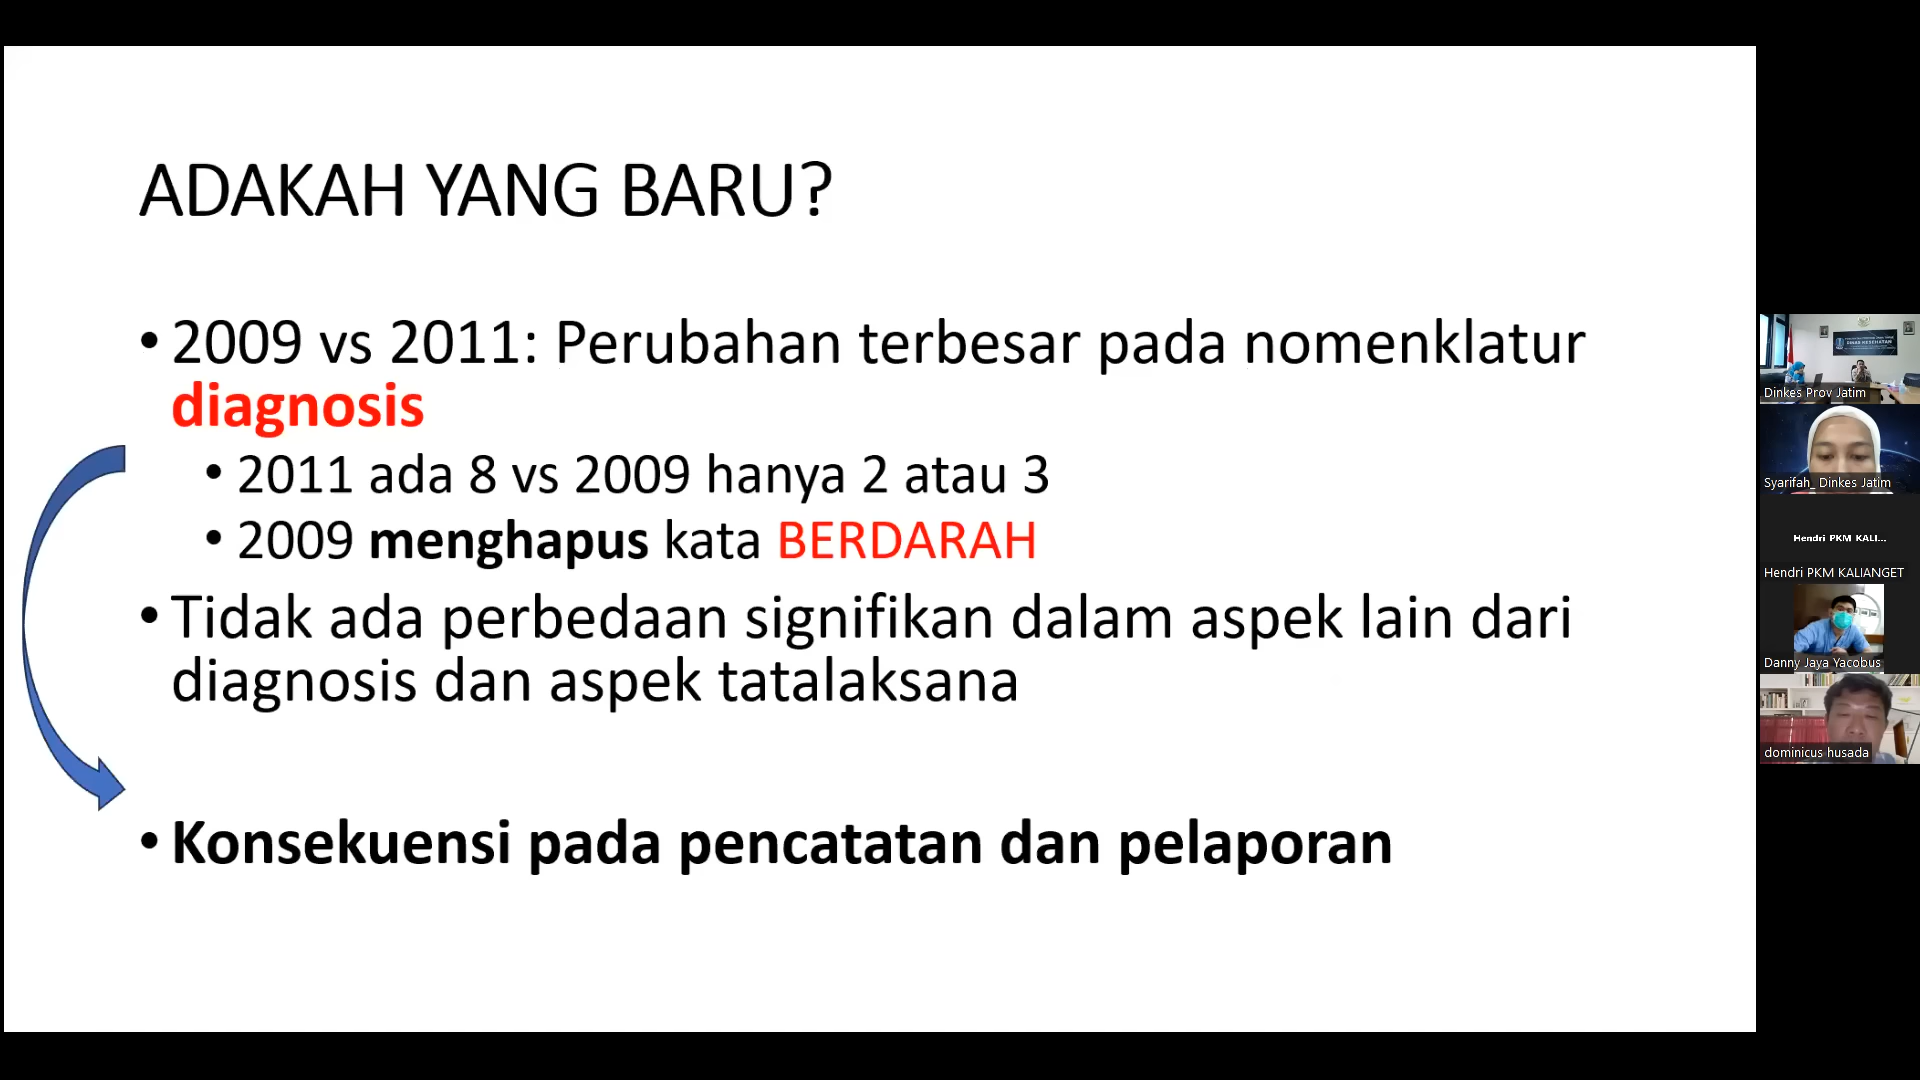 ADAKAH YANG BARU?
• 2009 vs 2011: Perubahan terbesar pada nomenklatur
diagnosis
• 2011 ada 8 vs 2009 hanya 2 atau 3
• 2009 menghapus kata BERDARAH
• Tidak ada perbedaan signifikan dalam aspek lain dari
diagnosis dan aspek tatalaksana
• Konsekuensi pada pencatatan dan pelaporan
DINAS KESEHATAN
Dinkes Prov Jatim
Syarifah_ Dinkes Jatim
Hendri PKM KALI...
Hendri PKM KALIANGET
Danny Jaya Yacobus
dominicus husada